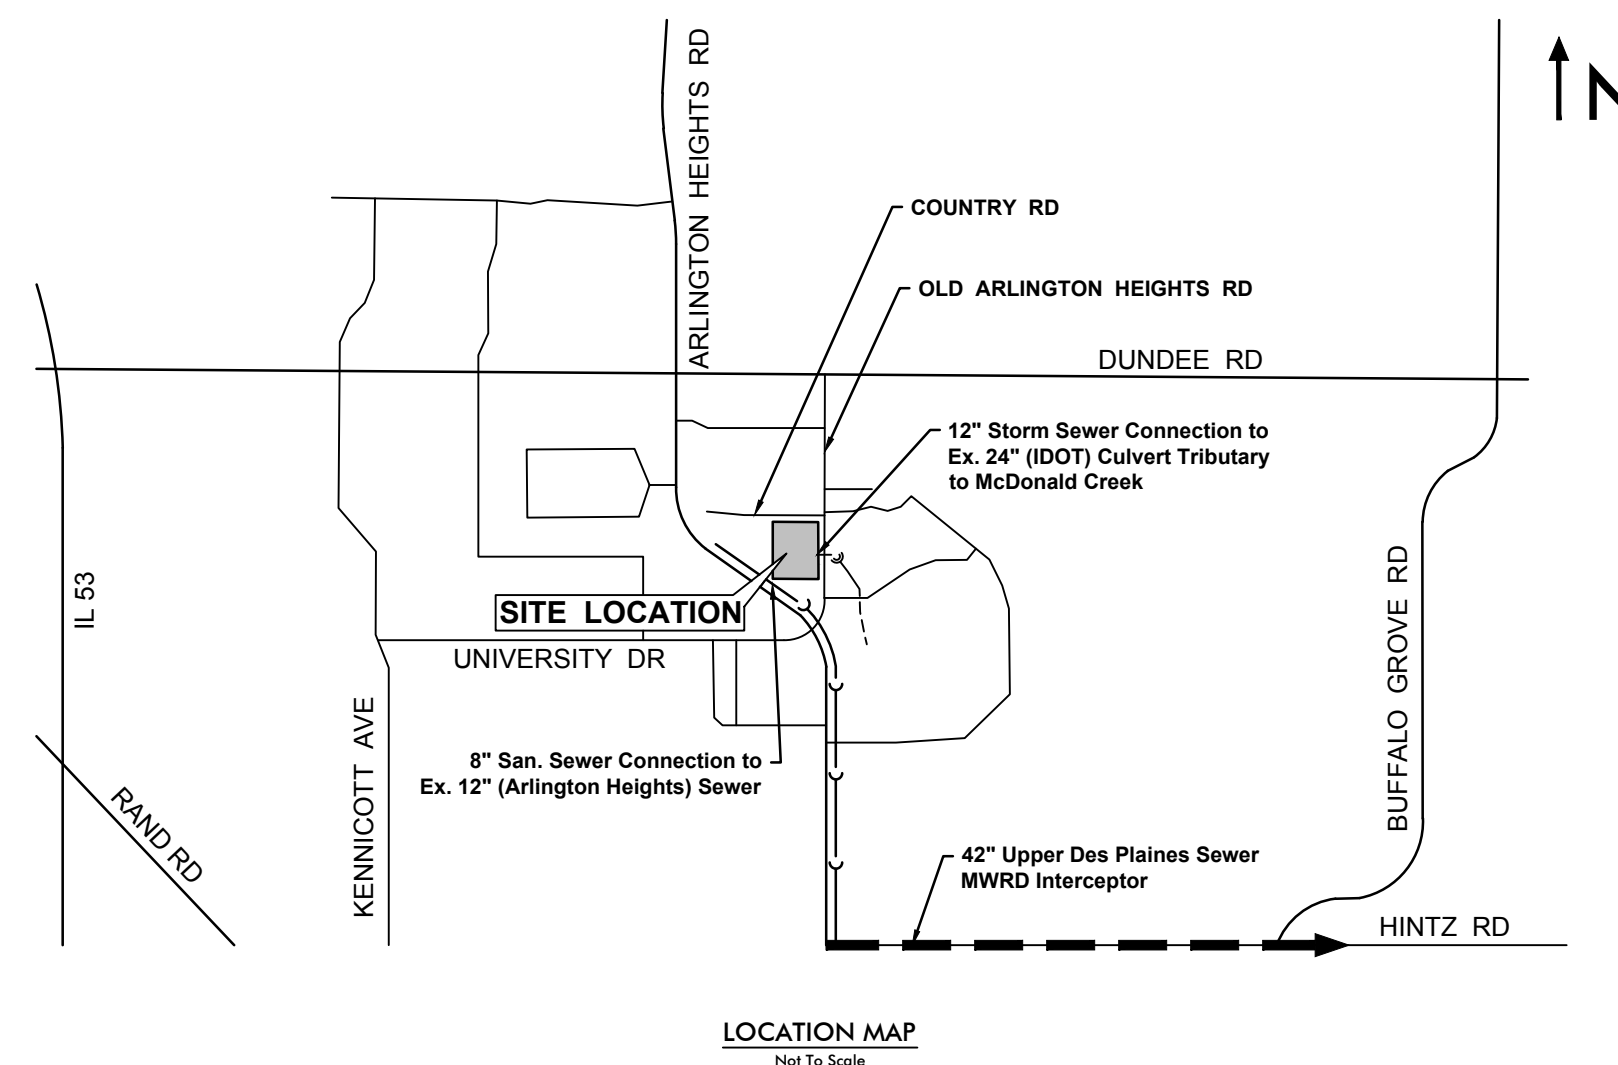 N
ARLINGTON HEIGHTS RD
COUNTRY RD
OLD ARLINGTON HEIGHTS RD
DUNDEE RD
12" Storm Sewer Connection to
Ex. 24" (IDOT) Culvert Tributary
to McDonald Creek
IL 53
SITE LOCATION
UNIVERSITY DR
BUFFALO GROVE RD
KENNICOTT AVE
8" San. Sewer Connection to
Ex. 12" (Arlington Heights) Sewer
RAND RD
42" Upper Des Plaines Sewer
MWRD Interceptor
HINTZ RD
LOCATION MAP
Not To Scale